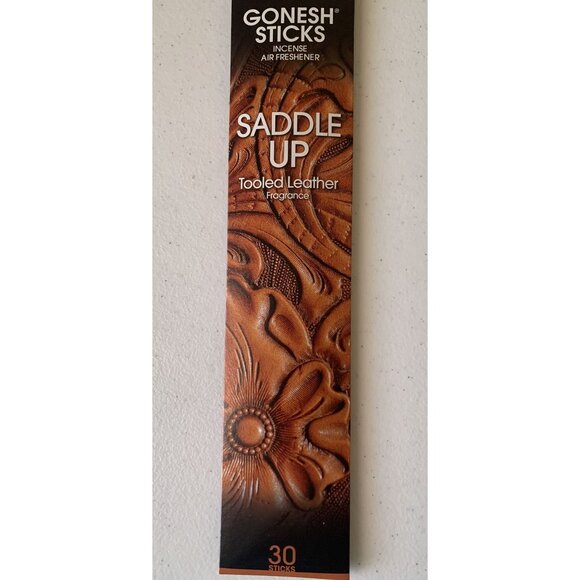 GONESH®
STICKS
INCENSE
AIR FRESHENER
SADDLE
UP
Tooled Leather
Fragrance
30
STICKS